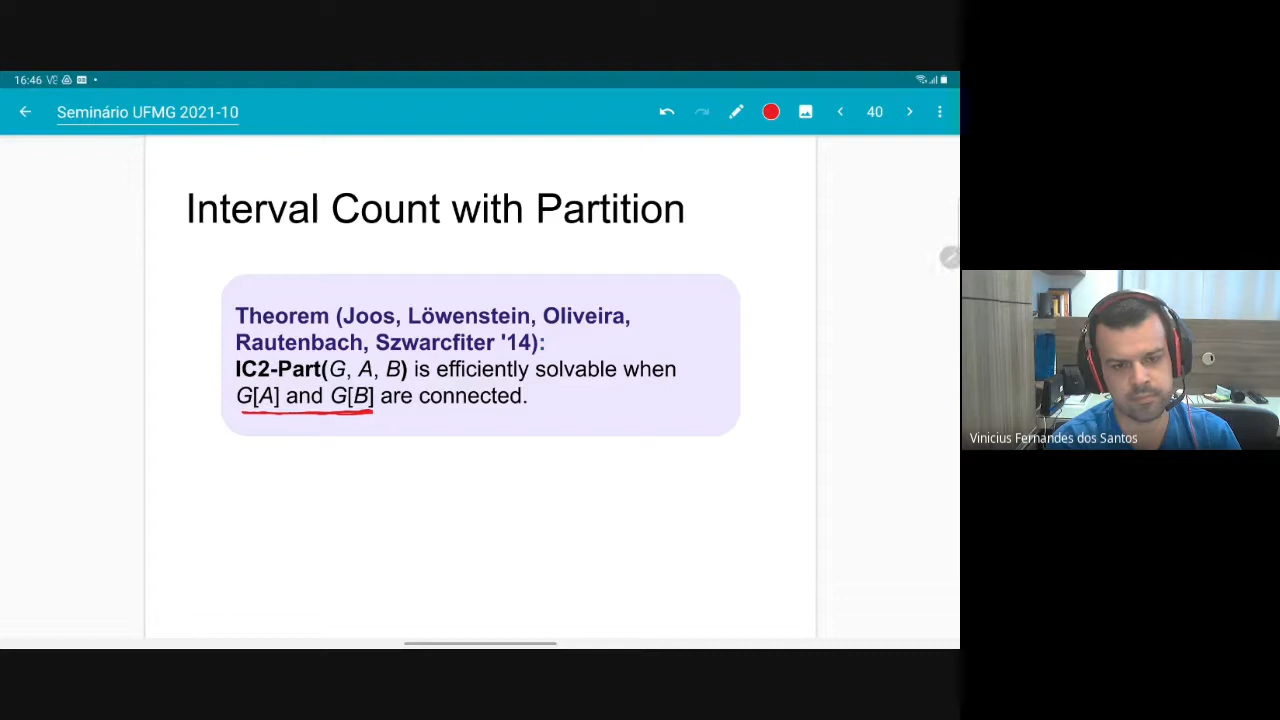 16:46
Seminário UFMG 2021-10
40
Interval Count with Partition
Theorem (Joos, Löwenstein, Oliveira,
Rautenbach, Szwarcfiter '14):
IC2-Part(G, A, B) is efficiently solvable when
G[A] and G[B] are connected.
Vinicius Fernandes dos Santos